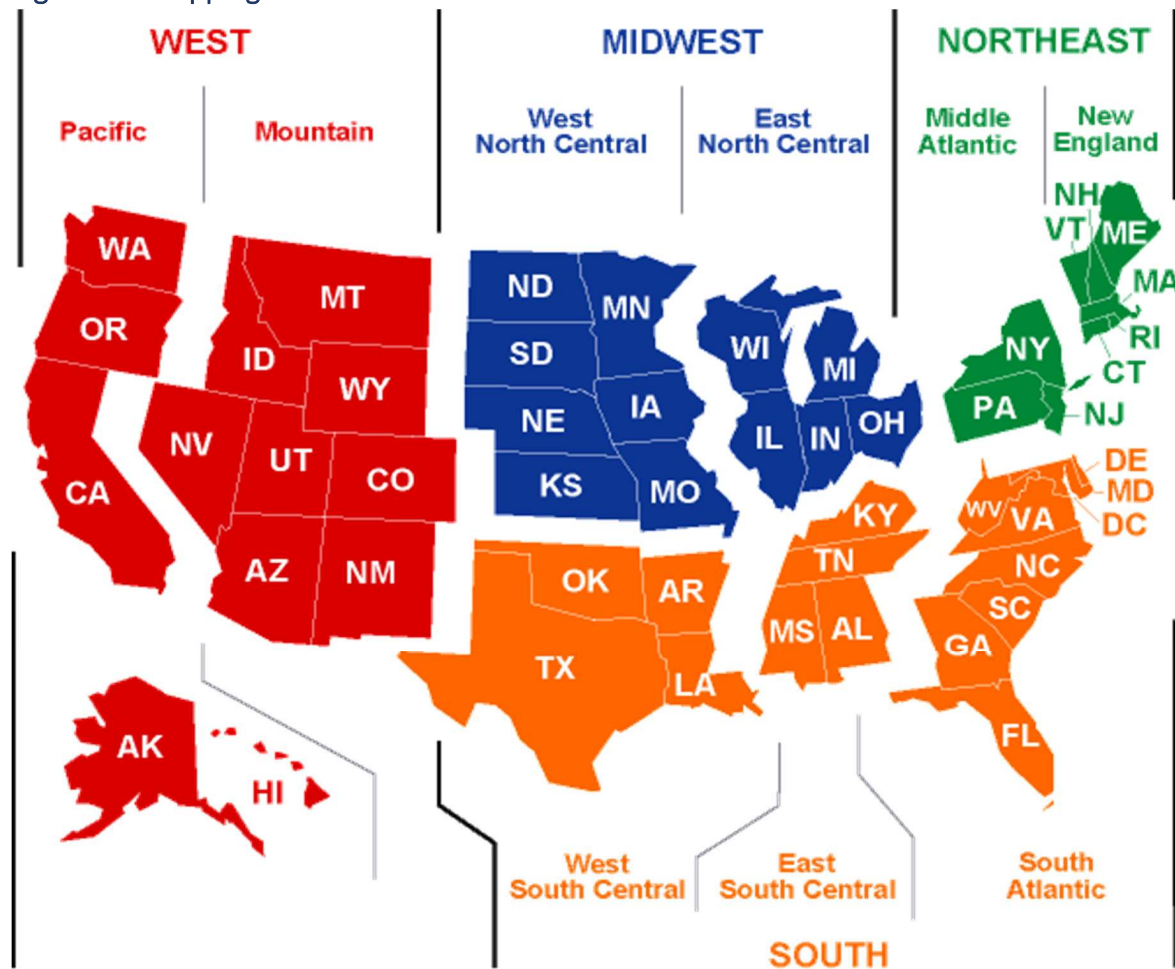 WEST
MIDWEST
NORTHEAST
Pacific
Mountain
West
North Central
East
North Central
Middle
Atlantic
New
England
NH
VT
ME
WA
MT
ND
MN
MA
OR
ID
SD
WI
MI
NY
RI
WY
CT
NE
IA
PA
NJ
NV
UT
CO
IL
IN
OH
CA
KS
MO
DE
MD
DC
KY
WV
VA
AZ
NM
OK
AR
TN
NC
SC
MS
AL
GA
TX
LA
FL
AK
HI
West
South Central
East
South Central
South
Atlantic
SOUTH